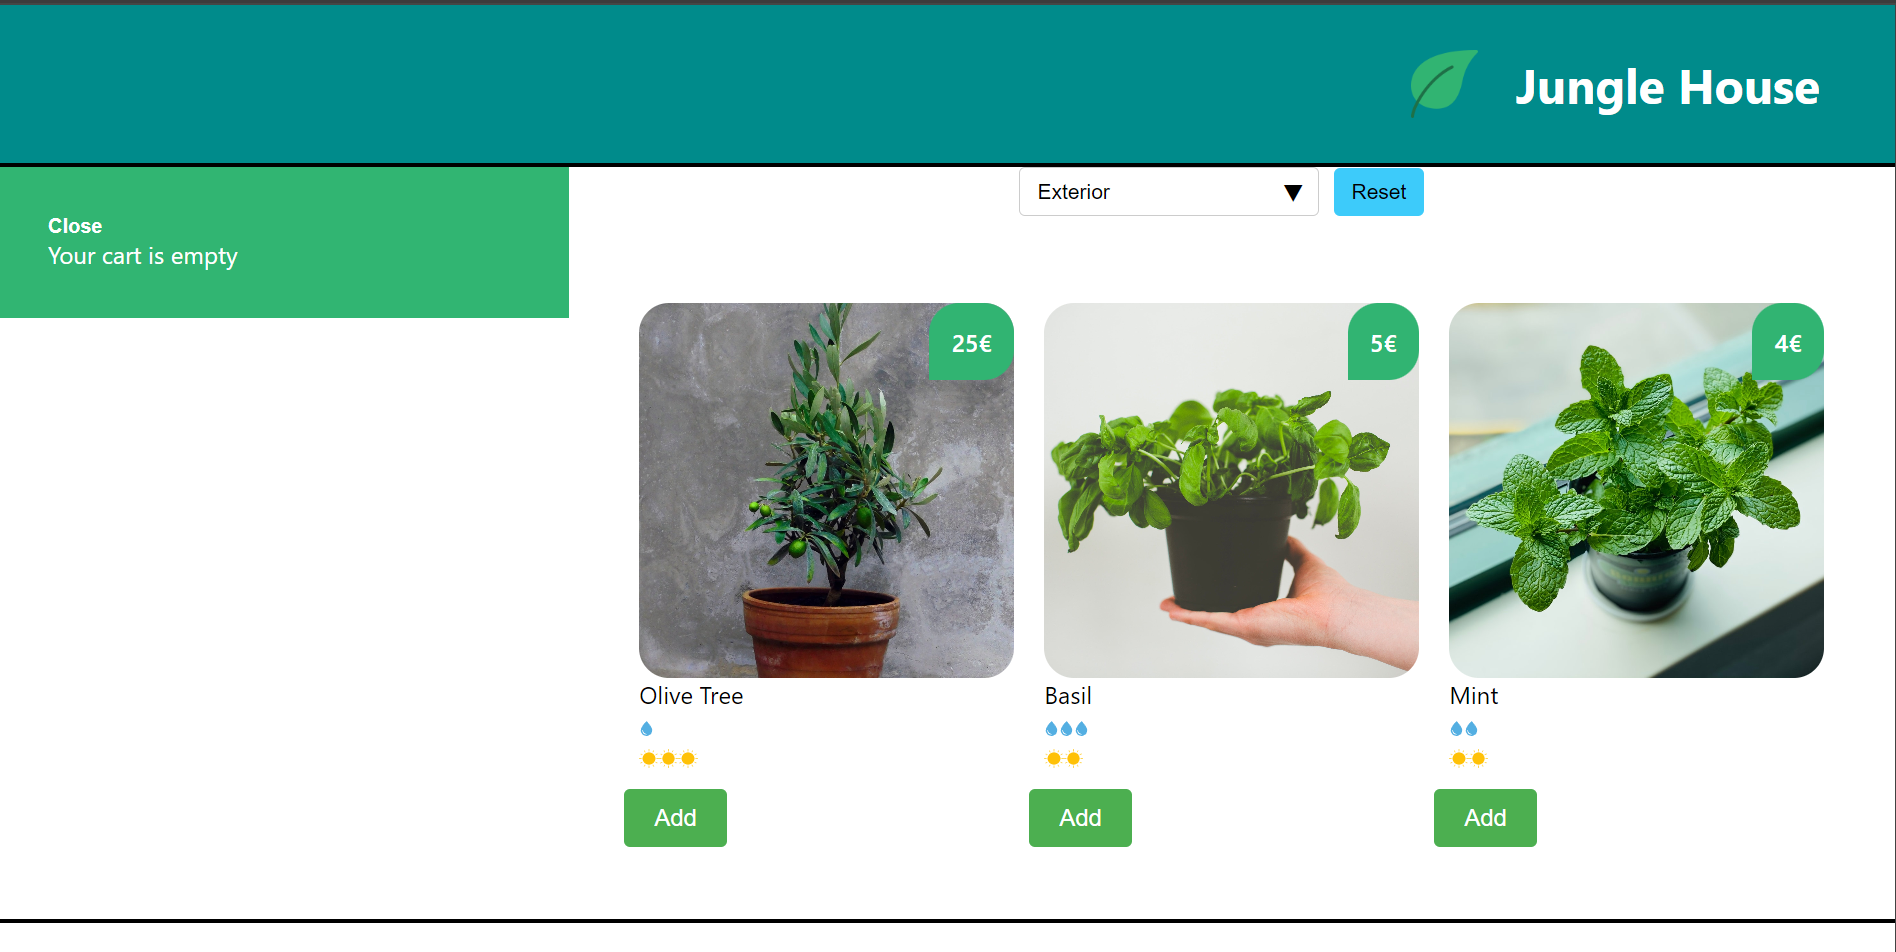 Jungle House
Close
Your cart is empty
Exterior ▼ Reset
25€
5€
4€
Olive Tree
Basil
Mint
Add
Add
Add